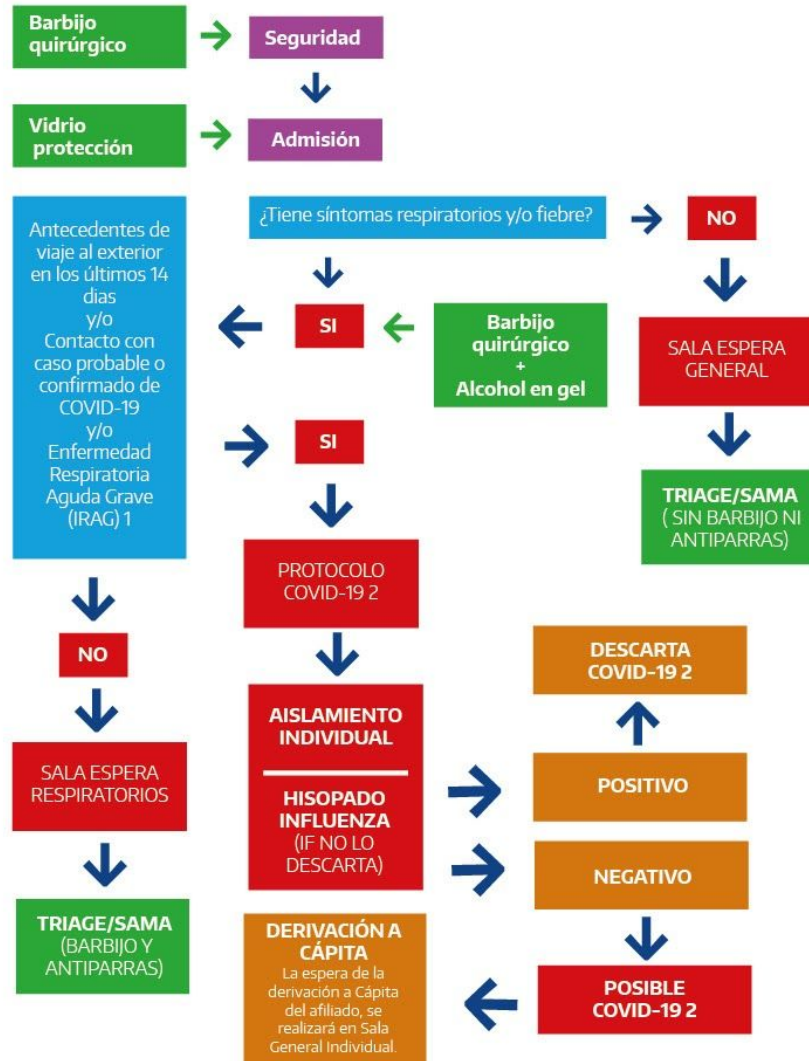 Barbijo
quirúrgico
Seguridad
Vidrio
protección
Admisión
Antecedentes de
viaje al exterior
en los últimos 14
dias
y/o
Contacto con
caso probable o
confirmado de
COVID-19
y/o
Enfermedad
Respiratoria
Aguda Grave
(IRAG) 1
¿Tiene síntomas respiratorios y/o fiebre?
NO
SI
Barbijo
quirúrgico
+
Alcohol en gel
SALA ESPERA
GENERAL
TRIAGE/SAMA
( SIN BARBIJO NI
ANTIPARRAS)
SI
PROTOCOLO
COVID-19 2
NO
SALA ESPERA
RESPIRATORIOS
TRIAGE/SAMA
(BARBIJO Y
ANTIPARRAS)
AISLAMIENTO
INDIVIDUAL
HISOPADO
INFLUENZA
(IF NO LO
DESCARTA)
DESCARTA
COVID-19 2
POSITIVO
NEGATIVO
POSIBLE
COVID-19 2
DERIVACIÓN A
CÁPITA
La espera de la
derivación a Cápita
del afiliado, se
realizará en Sala
General Individual.